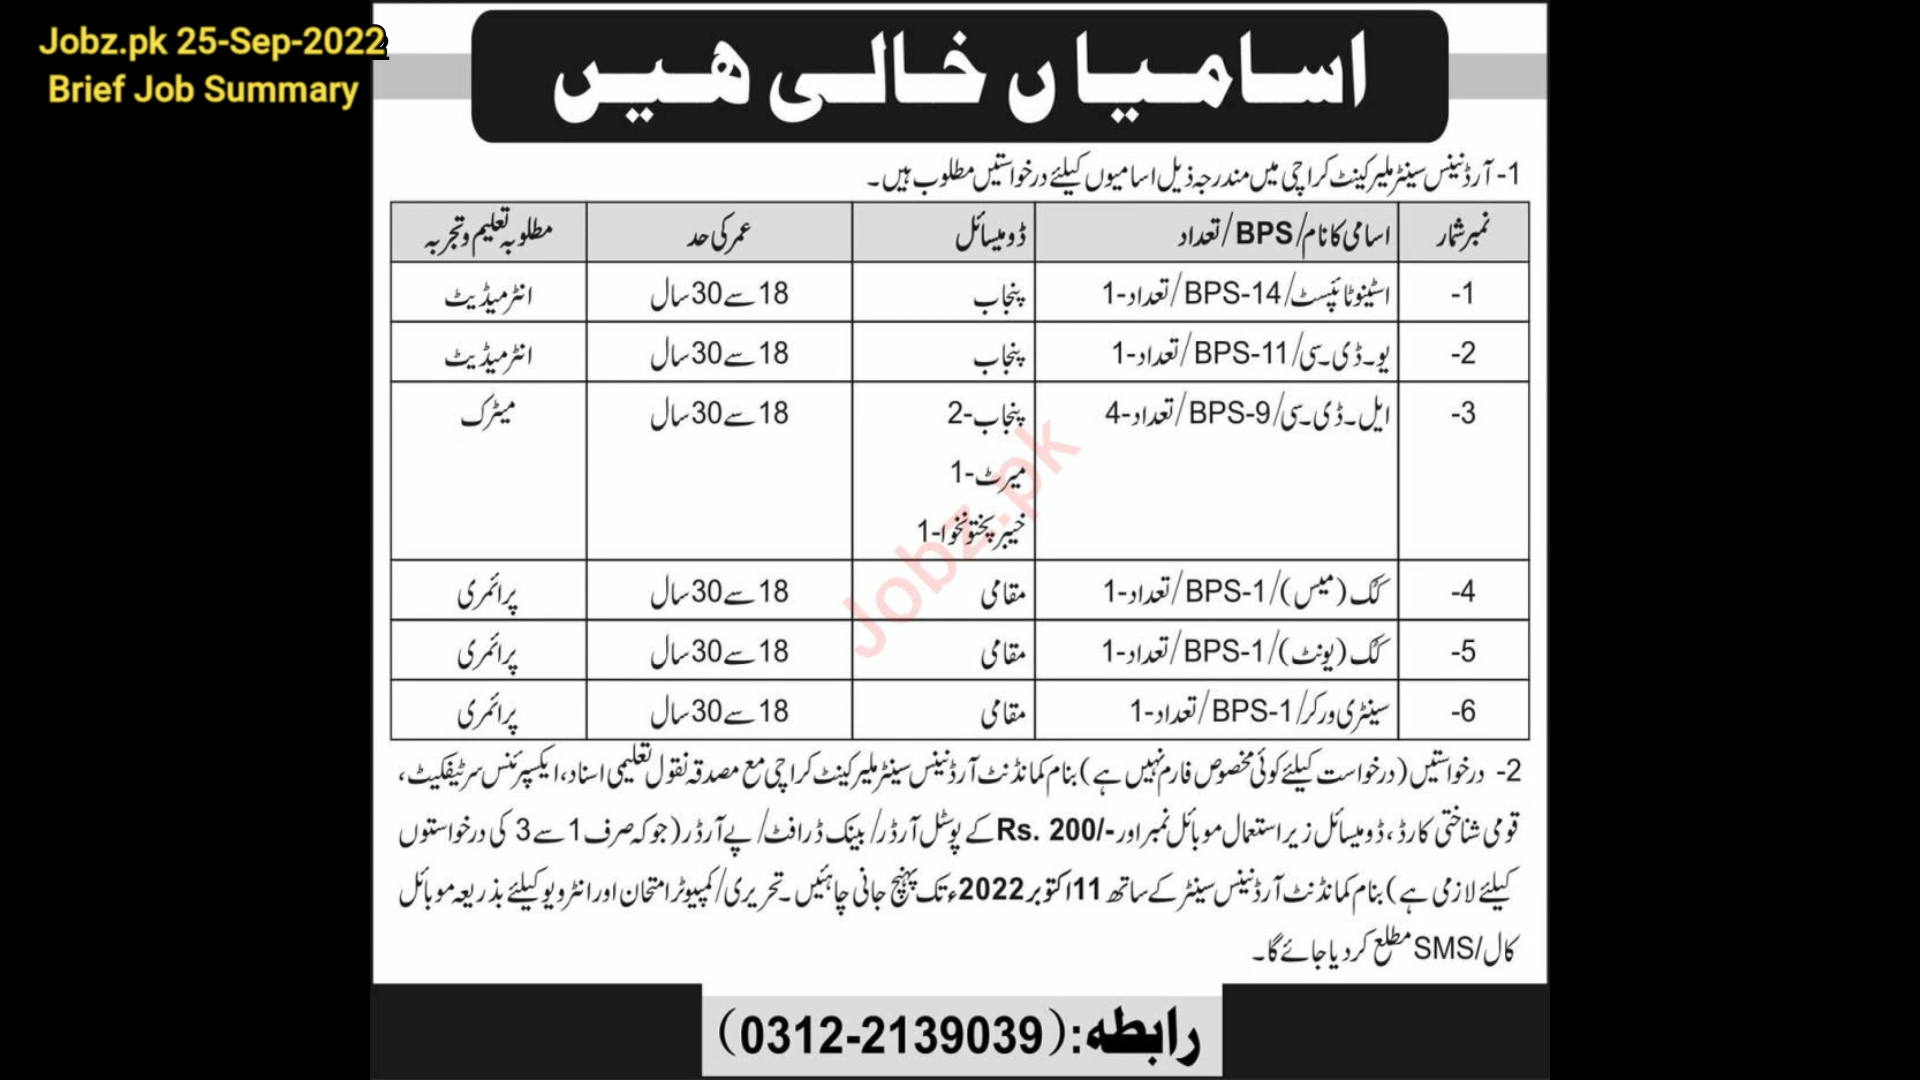 Jobz.pk 25-Sep-2022
Brief Job Summary
اسامیاں خالی ہیں
1- آرڈیننس سینٹر ملیر کینٹ کراچی میں مندرجہ ذیل اسامیوں کیلئے درخواستیں مطلوب ہیں۔
نمبر شمار اسامی کا نام/BPS/تعداد ڈومیسائل عمر کی حد مطلوبہ تعلیم و تجربہ
1- اسٹینو ٹائپسٹ/BPS-14/تعداد-1 پنجاب 18 سے 30 سال انٹرمیڈیٹ
2- یو۔ڈی۔سی/BPS-11/تعداد-1 پنجاب 18 سے 30 سال انٹرمیڈیٹ
3- ایل۔ڈی۔سی/BPS-9/تعداد-4 پنجاب-2 18 سے 30 سال میٹرک
میرٹ-1
خیبر پختونخوا-1
4- کک (میس)/BPS-1/تعداد-1 مقامی 18 سے 30 سال پرائمری
5- کک (یونٹ)/BPS-1/تعداد-1 مقامی 18 سے 30 سال پرائمری
6- سینٹری ورکر/BPS-1/تعداد-1 مقامی 18 سے 30 سال پرائمری
Jobz.pk
2- درخواستیں (درخواست کیلئے کوئی مخصوص فارم نہیں ہے) بنام کمانڈنٹ آرڈیننس سینٹر ملیر کینٹ کراچی مع مصدقہ نقول تعلیمی اسناد، ایکسپرئنس سرٹیفکیٹ،
قومی شناختی کارڈ، ڈومیسائل زیر استعمال موبائل نمبر اور Rs. 200/- کے پوسٹل آرڈر/ بینک ڈرافٹ/ پے آرڈر (جو کہ صرف 1 سے 3 کی درخواستوں
کیلئے لازمی ہے) بنام کمانڈنٹ آرڈیننس سینٹر کے ساتھ 11 اکتوبر 2022ء تک پہنچ جانی چاہئیں۔ تحریری/کمپیوٹر امتحان اور انٹرویو کیلئے بذریعہ موبائل
کال/SMS مطلع کر دیا جائے گا۔
رابطہ: (0312-2139039)